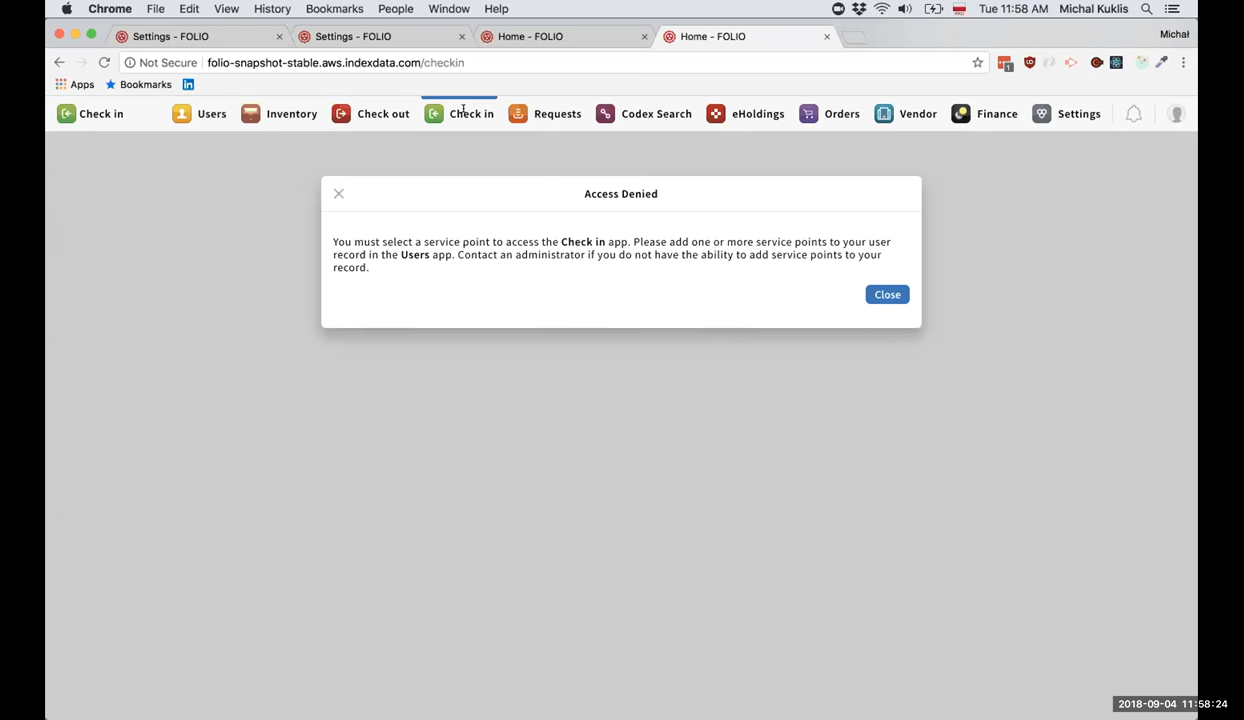 Chrome File Edit View History Bookmarks People Window Help Tue 11:58 AM Michal Kuklis
Settings - FOLIO Settings - FOLIO Home - FOLIO Home - FOLIO Michał
Not Secure folio-snapshot-stable.aws.indexdata.com/checkin
Apps Bookmarks
Check in Users Inventory Check out Check in Requests Codex Search eHoldings Orders Vendor Finance Settings
Access Denied
You must select a service point to access the Check in app. Please add one or more service points to your user
record in the Users app. Contact an administrator if you do not have the ability to add service points to your
record.
Close
2018-09-04 11:58:24